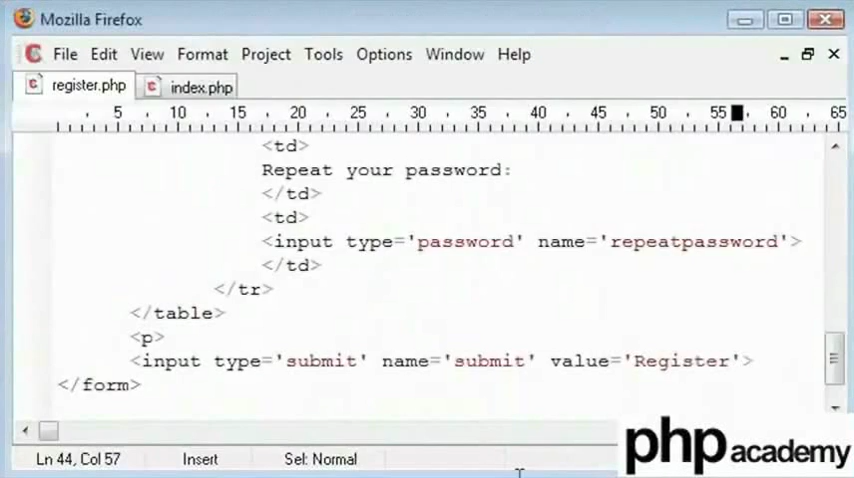 Mozilla Firefox
File Edit View Format Project Tools Options Window Help
register.php index.php
5 10 15 20 25 30 35 40 45 50 55 60 65
<td>
Repeat your password:
</td>
<td>
<input type='password' name='repeatpassword'>
</td>
</tr>
</table>
<p>
<input type='submit' name='submit' value='Register'>
</form>
Ln 44, Col 57 Insert Sel: Normal
php academy